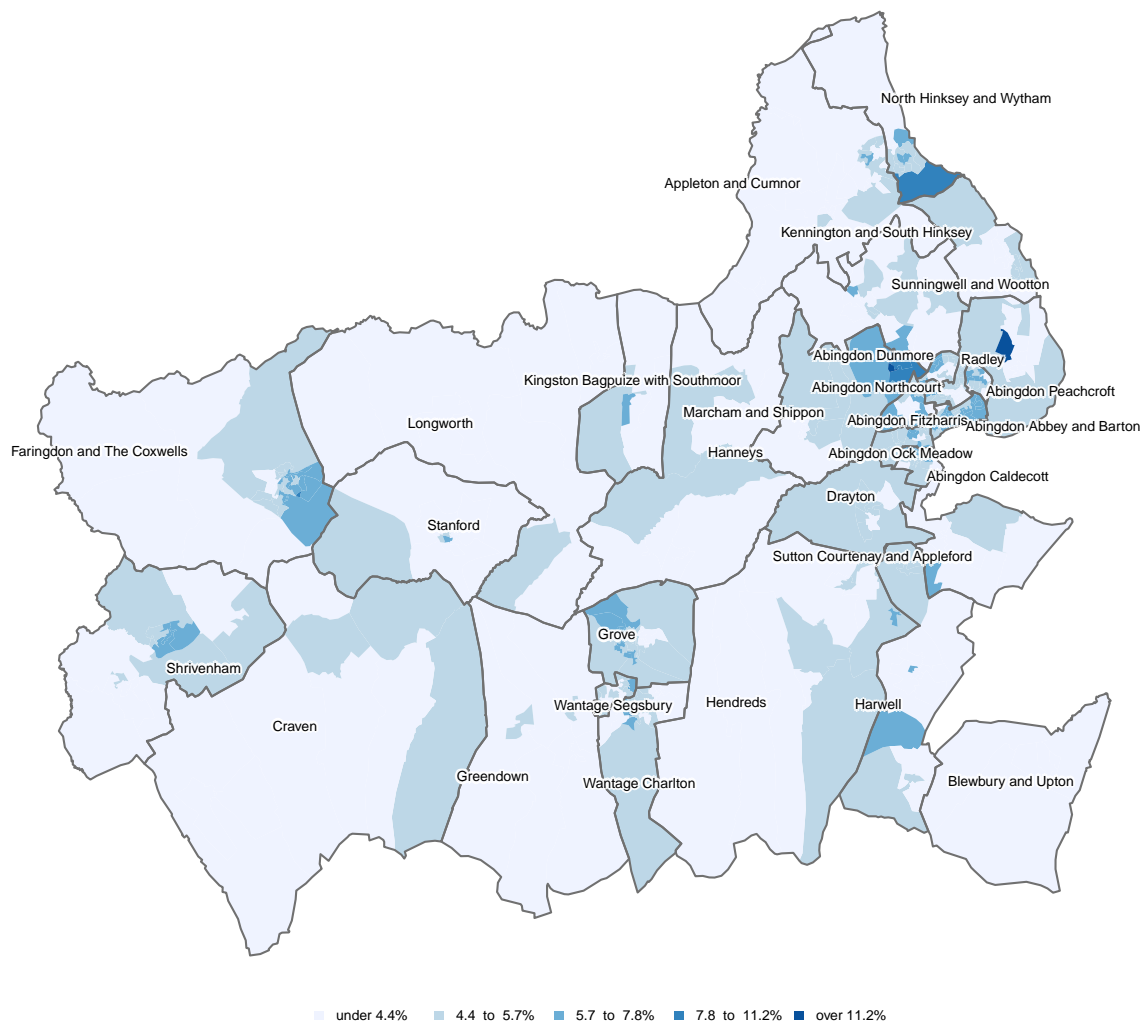 North Hinksey and Wytham
Appleton and Cumnor
Kennington and South Hinksey
Sunningwell and Wootton
Abingdon Dunmore
Radley
Kingston Bagpuize with Southmoor
Abingdon Northcourt
Abingdon Peachcroft
Marcham and Shippon
Longworth
Abingdon Fitzharris
Abingdon Abbey and Barton
Faringdon and The Coxwells
Hanneys
Abingdon Ock Meadow
Abingdon Caldecott
Drayton
Stanford
Sutton Courtenay and Appleford
Grove
Shrivenham
Wantage Segsbury
Hendreds
Harwell
Craven
Greendown
Wantage Charlton
Blewbury and Upton
under 4.4% 4.4 to 5.7% 5.7 to 7.8% 7.8 to 11.2% over 11.2%